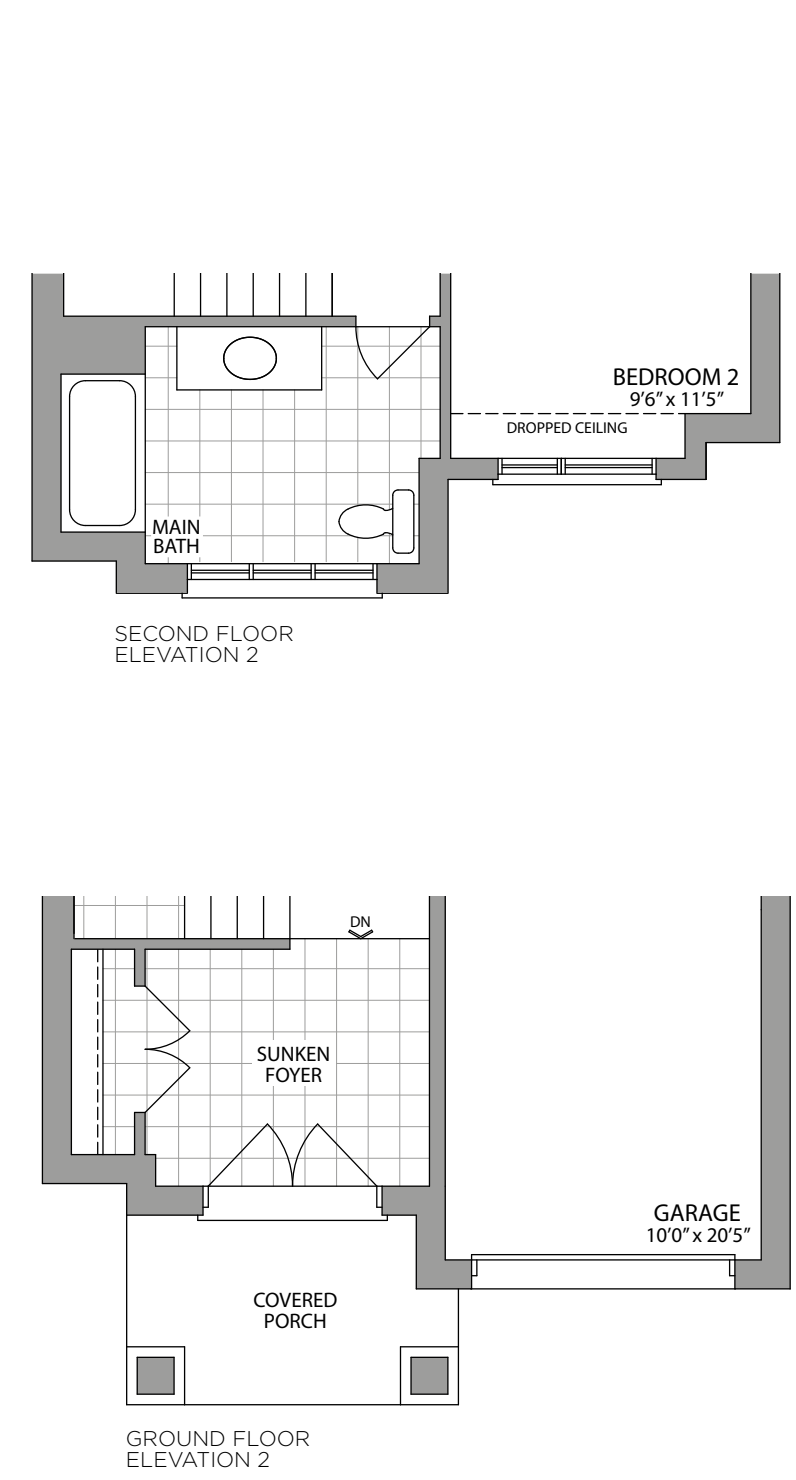 BEDROOM 2
9’6” x 11’5”
DROPPED CEILING
MAIN
BATH
SECOND FLOOR
ELEVATION 2
DN
SUNKEN
FOYER
GARAGE
10’0” x 20’5”
COVERED
PORCH
GROUND FLOOR
ELEVATION 2